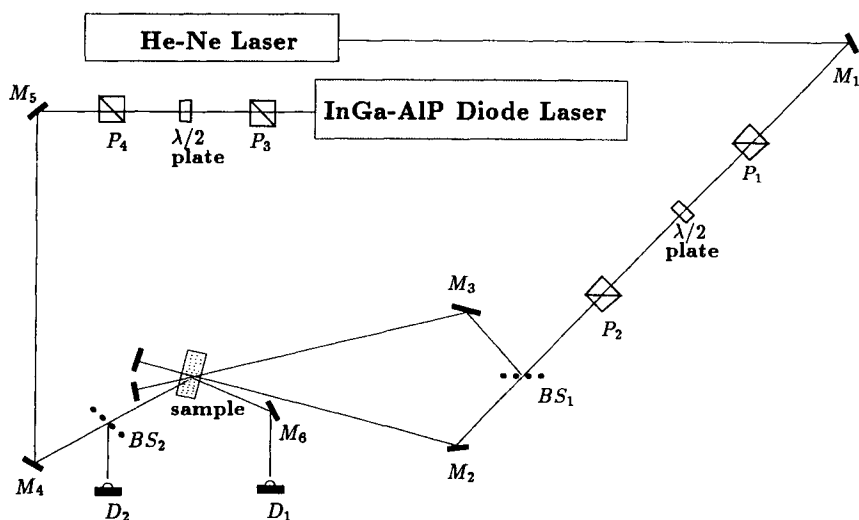 He-Ne Laser
M1
M5
InGa-AlP Diode Laser
P4
λ/2
plate
P3
P1
λ/2
plate
P2
M3
BS1
sample
M6
BS2
M2
M4
D2
D1